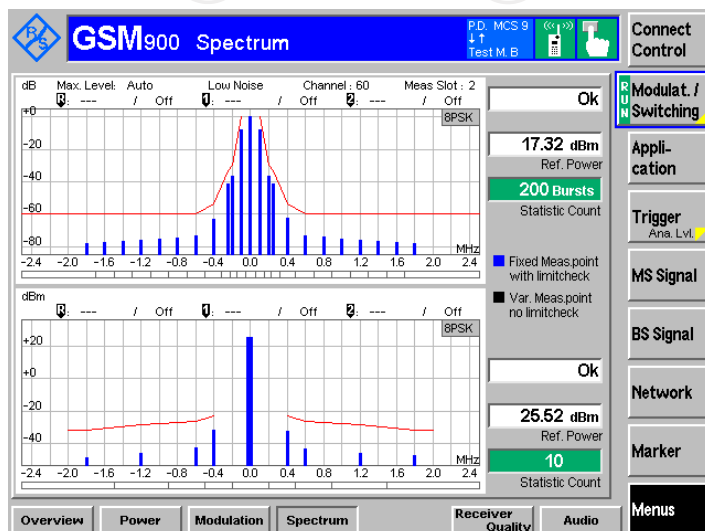 R S
GSM900 Spectrum
P.D. MCS 9
↓↑
Test M. B
Connect
Control
dB Max. Level: Auto Low Noise Channel : 60 Meas Slot : 2
R: --- / Off 1: --- / Off 2: --- / Off
8PSK
+0
-20
-40
-60
-80
MHz
-2.4 -2.0 -1.6 -1.2 -0.8 -0.4 0.0 0.4 0.8 1.2 1.6 2.0 2.4
Ok
17.32 dBm
Ref. Power
200 Bursts
Statistic Count
Fixed Meas.point
with limitcheck
Var. Meas.point
no limitcheck
dBm
R: --- / Off 1: --- / Off 2: --- / Off
8PSK
+20
+0
-20
-40
MHz
-2.4 -2.0 -1.6 -1.2 -0.8 -0.4 0.0 0.4 0.8 1.2 1.6 2.0 2.4
Ok
25.52 dBm
Ref. Power
10
Statistic Count
RUN
Modulat. /
Switching
Appli-
cation
Trigger
Ana. Lvl.
MS Signal
BS Signal
Network
Marker
Menus
Overview Power Modulation Spectrum Receiver Quality Audio